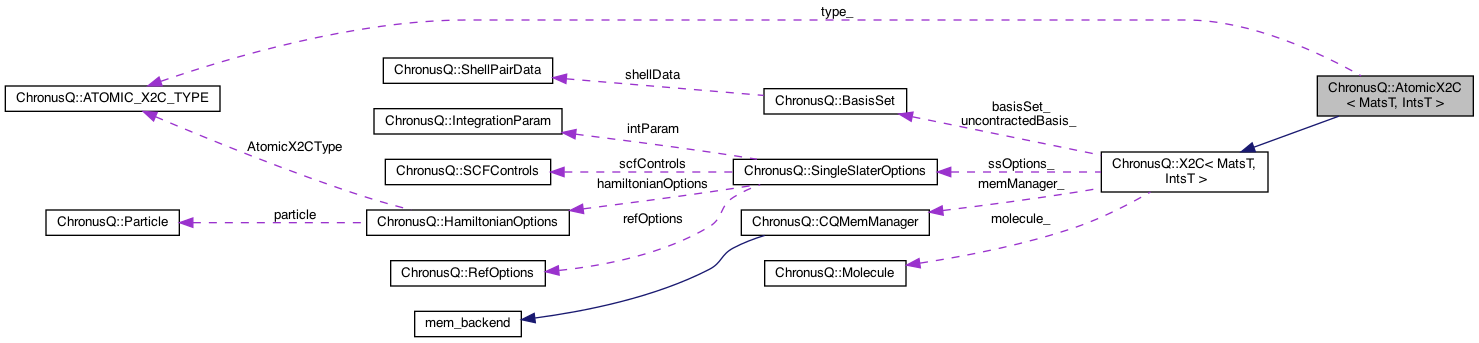 type_
ChronusQ::ShellPairData
shellData
ChronusQ::AtomicX2C
< MatsT, IntsT >
ChronusQ::ATOMIC_X2C_TYPE
ChronusQ::BasisSet
basisSet_
uncontractedBasis_
ChronusQ::IntegrationParam
intParam
AtomicX2CType
ChronusQ::SCFControls
scfControls
ChronusQ::SingleSlaterOptions
ssOptions_
ChronusQ::X2C< MatsT,
IntsT >
hamiltonianOptions
memManager_
ChronusQ::Particle
particle
ChronusQ::HamiltonianOptions
refOptions
ChronusQ::CQMemManager
molecule_
ChronusQ::RefOptions
ChronusQ::Molecule
mem_backend